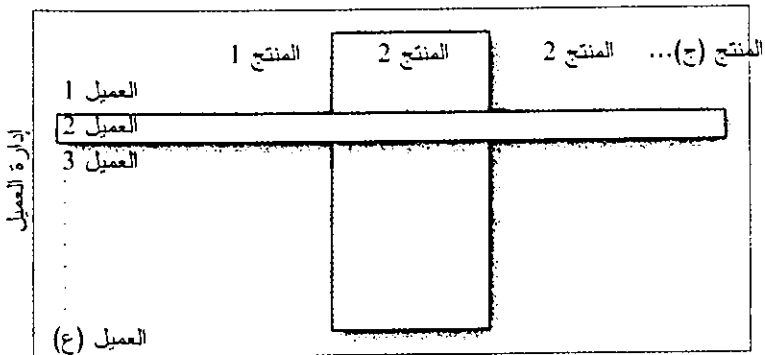 المنتج 1 المنتج 2 المنتج 2 المنتج (ج)...
العميل 1
العميل 2
العميل 3
العميل (ع)
إدارة العميل